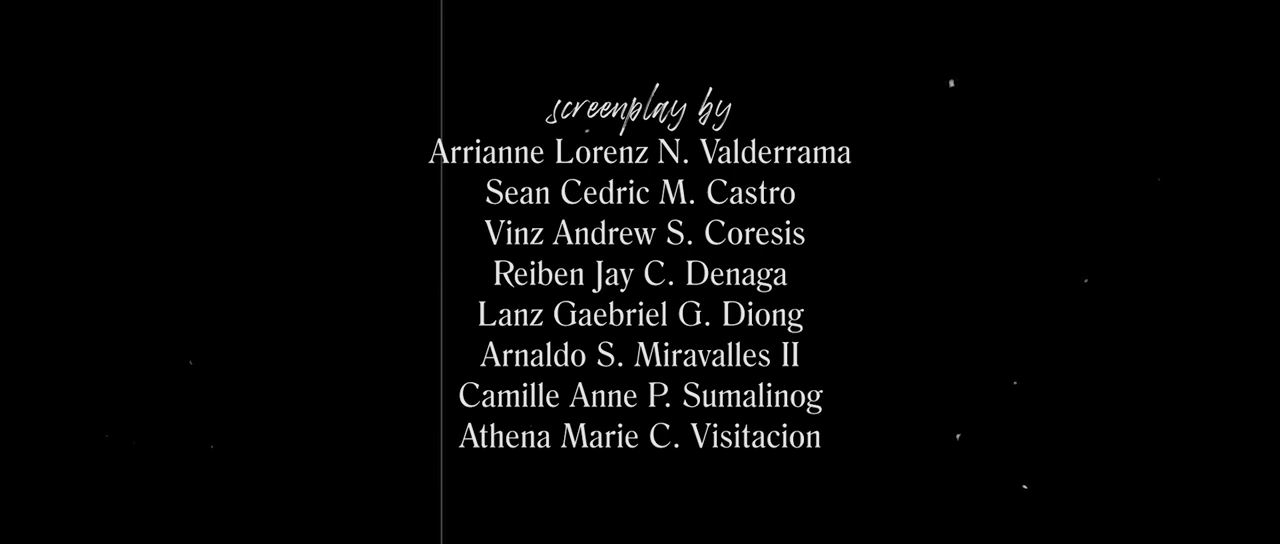 screenplay by
Arrianne Lorenz N. Valderrama
Sean Cedric M. Castro
Vinz Andrew S. Coresis
Reiben Jay C. Denaga
Lanz Gaebriel G. Diong
Arnaldo S. Miravalles II
Camille Anne P. Sumalinog
Athena Marie C. Visitacion